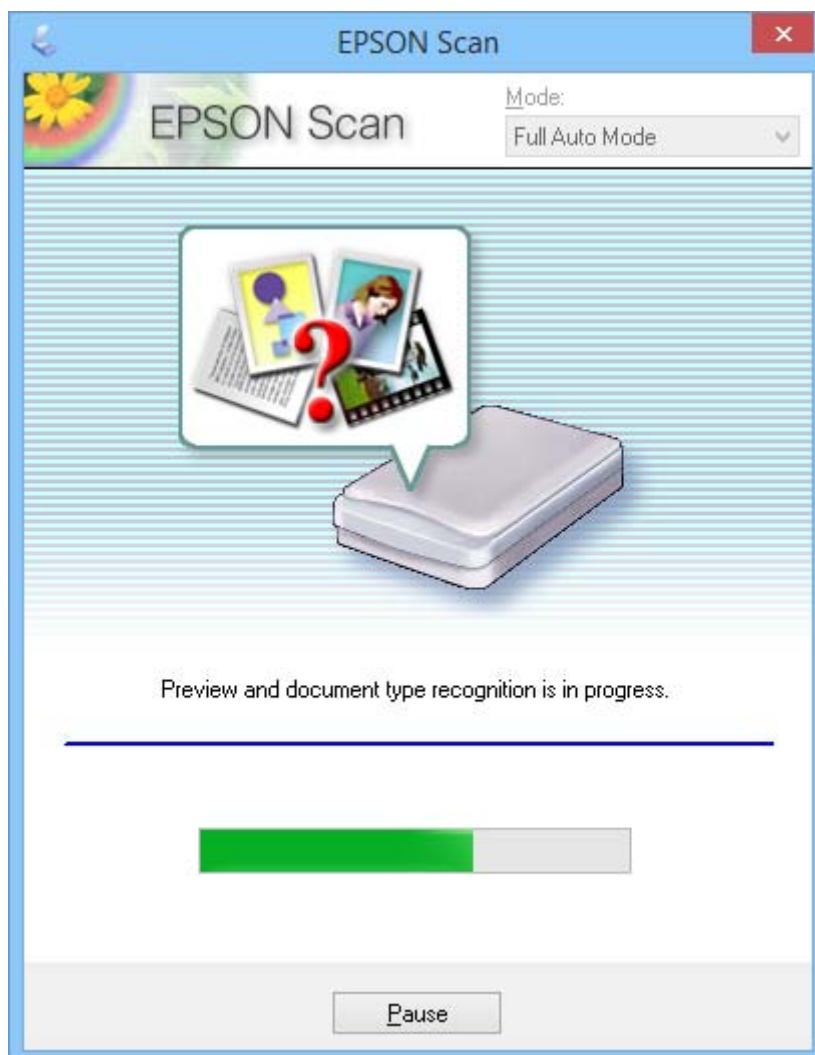 EPSON Scan
EPSON Scan
Mode:
Full Auto Mode
Preview and document type recognition is in progress.
Pause